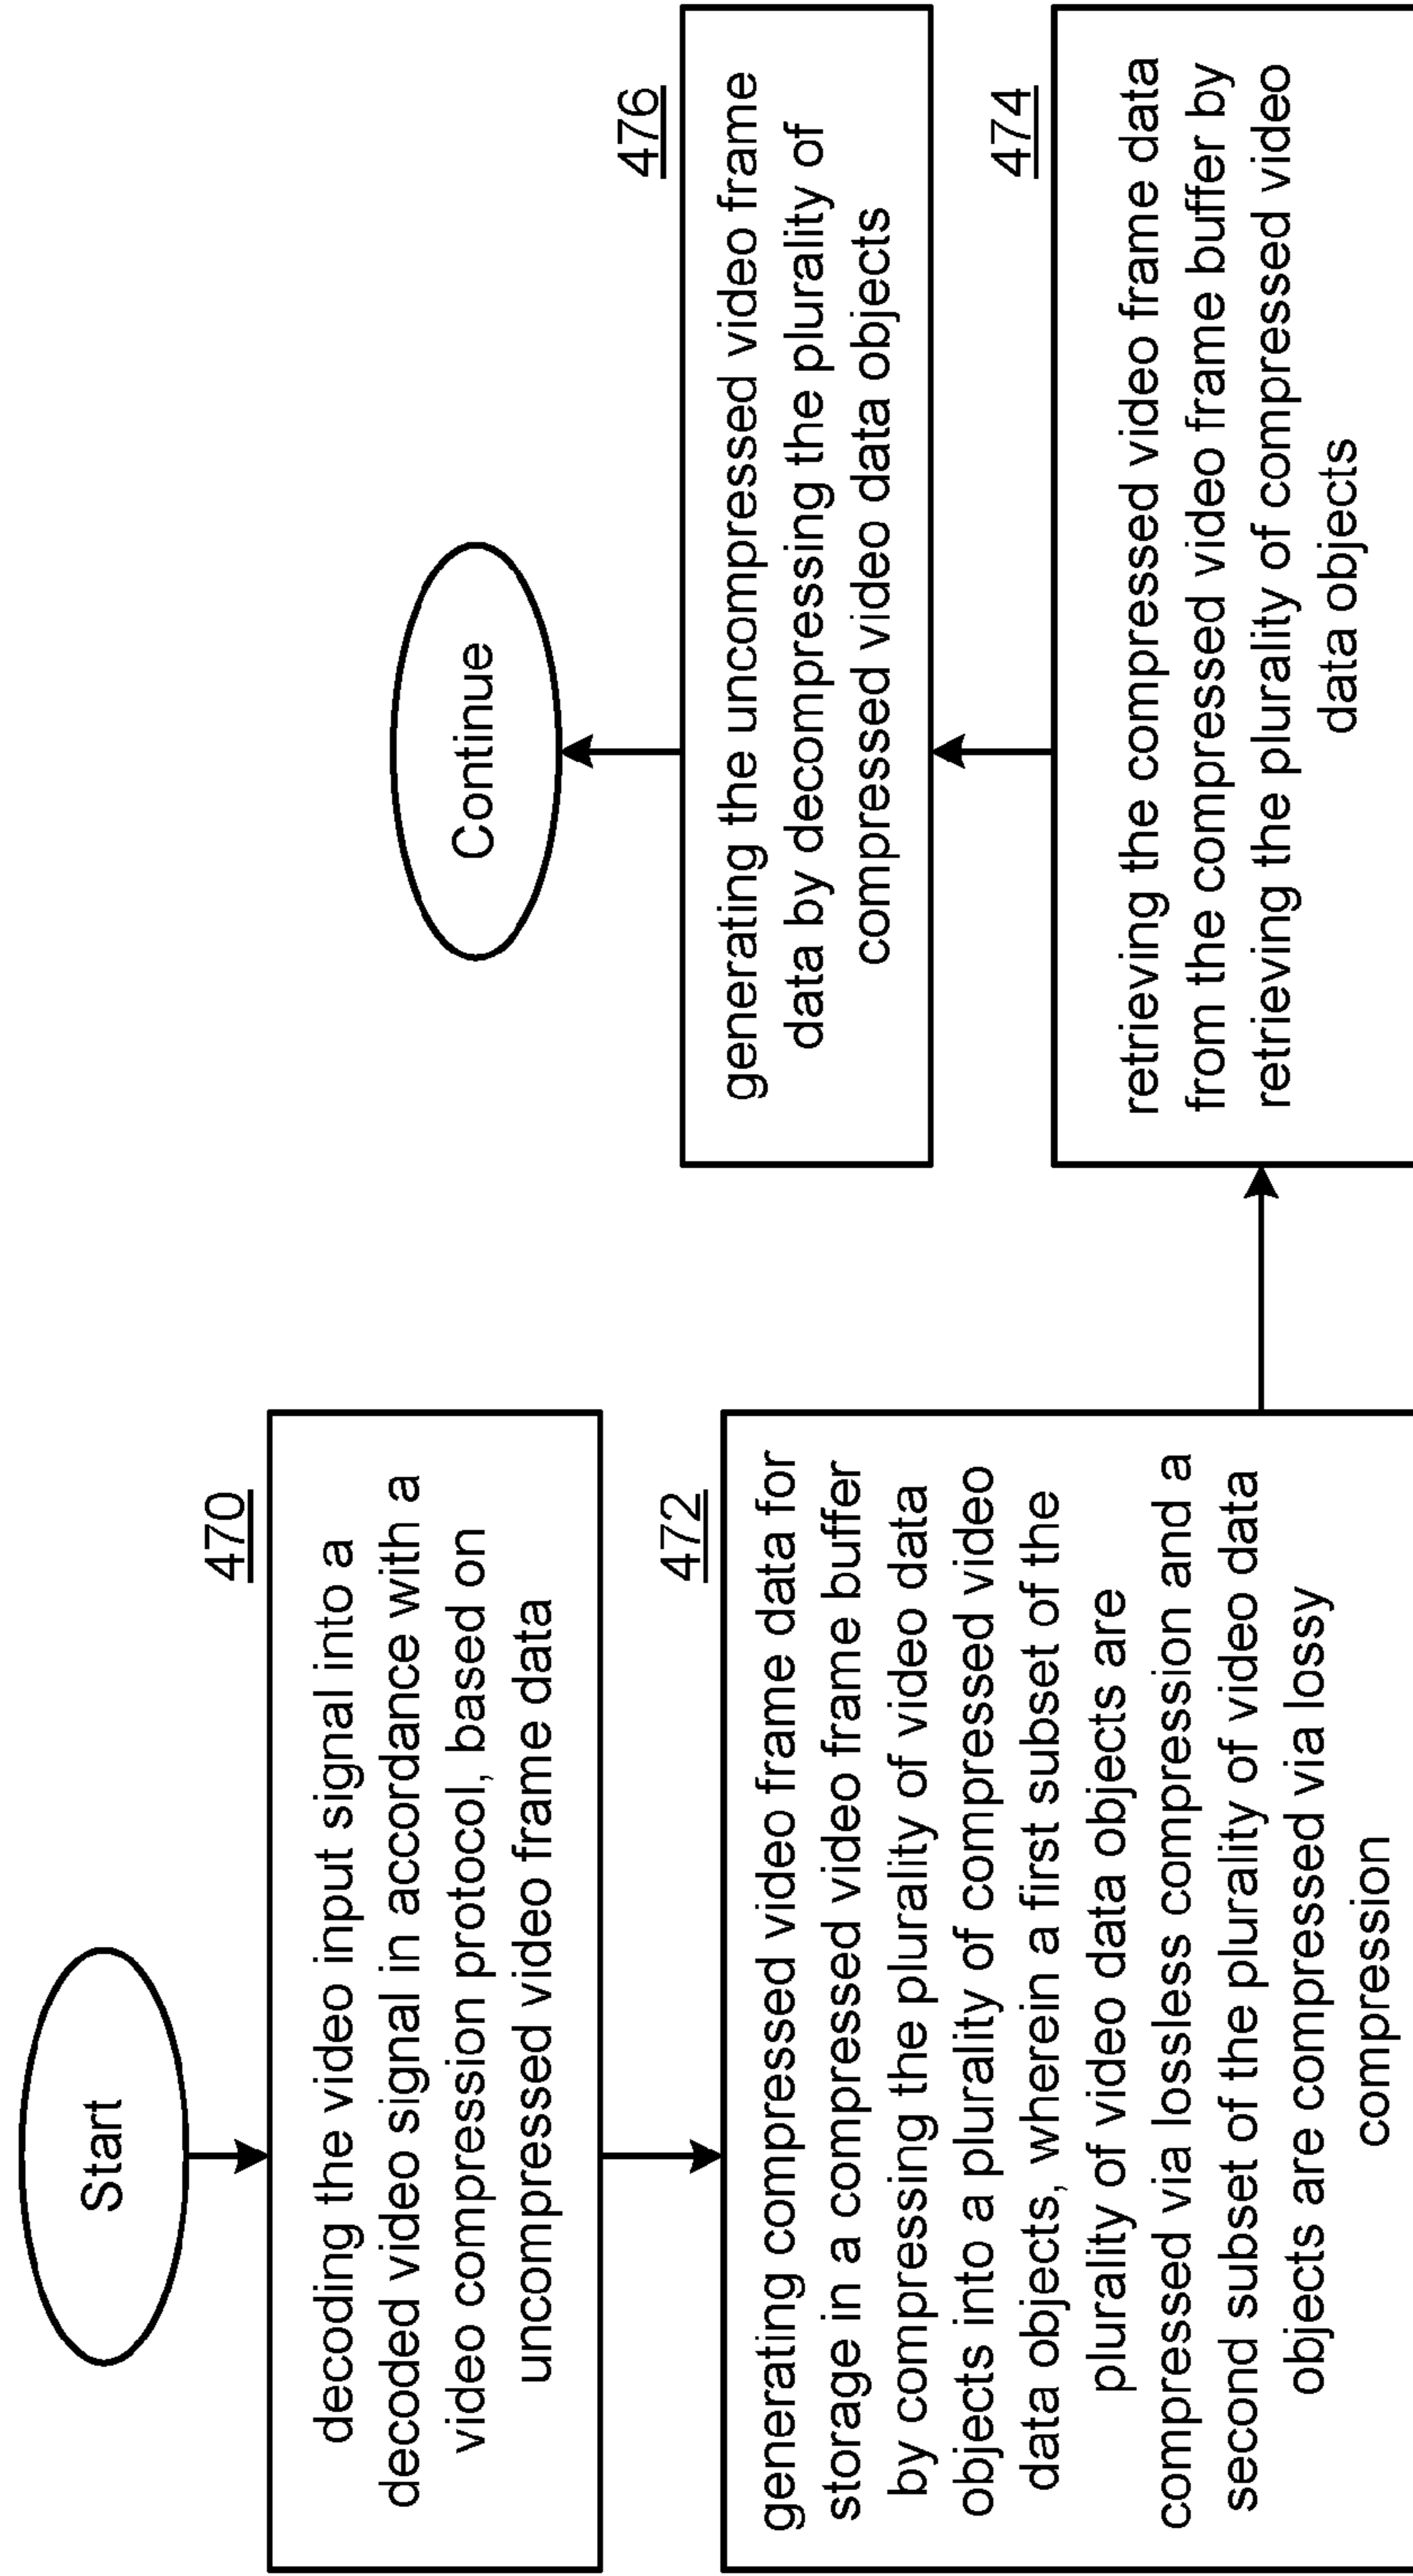 Start
470
decoding the video input signal into a
decoded video signal in accordance with a
video compression protocol, based on
uncompressed video frame data
472
generating compressed video frame data for
storage in a compressed video frame buffer
by compressing the plurality of video data
objects into a plurality of compressed video
data objects, wherein a first subset of the
plurality of video data objects are
compressed via lossless compression and a
second subset of the plurality of video data
objects are compressed via lossy
compression
474
retrieving the compressed video frame data
from the compressed video frame buffer by
retrieving the plurality of compressed video
data objects
476
generating the uncompressed video frame
data by decompressing the plurality of
compressed video data objects
Continue